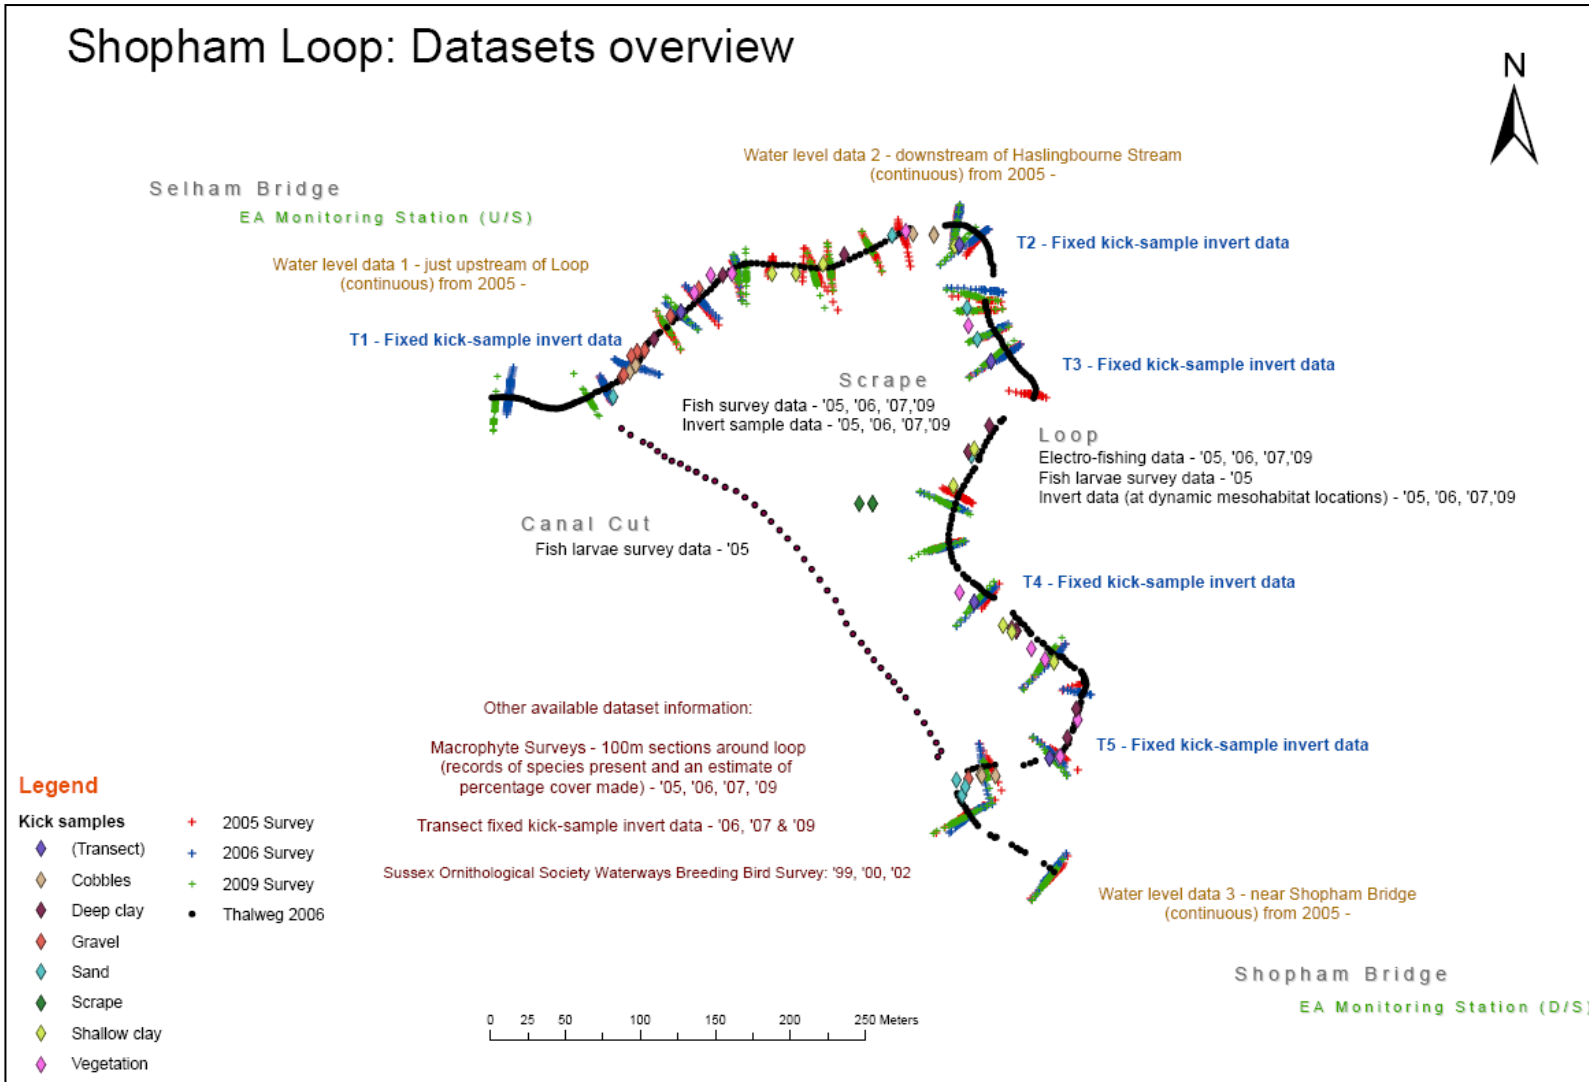 Shopham Loop: Datasets overview
N
Water level data 2 - downstream of Haslingbourne Stream
(continuous) from 2005 -
Selham Bridge
EA Monitoring Station (U/S)
T2 - Fixed kick-sample invert data
Water level data 1 - just upstream of Loop
(continuous) from 2005 -
T1 - Fixed kick-sample invert data
T3 - Fixed kick-sample invert data
Scrape
Fish survey data - '05, '06, '07,'09
Invert sample data - '05, '06, '07,'09
Loop
Electro-fishing data - '05, '06, '07,'09
Fish larvae survey data - '05
Invert data (at dynamic mesohabitat locations) - '05, '06, '07,'09
Canal Cut
Fish larvae survey data - '05
T4 - Fixed kick-sample invert data
Other available dataset information:
Macrophyte Surveys - 100m sections around loop
(records of species present and an estimate of
percentage cover made) - '05, '06, '07, '09
Transect fixed kick-sample invert data - '06, '07 & '09
Sussex Ornithological Society Waterways Breeding Bird Survey: '99, '00, '02
T5 - Fixed kick-sample invert data
Water level data 3 - near Shopham Bridge
(continuous) from 2005 -
Shopham Bridge
EA Monitoring Station (D/S)
Legend
Kick samples
(Transect)
Cobbles
Deep clay
Gravel
Sand
Scrape
Shallow clay
Vegetation
2005 Survey
2006 Survey
2009 Survey
Thalweg 2006
0 25 50 100 150 200 250 Meters